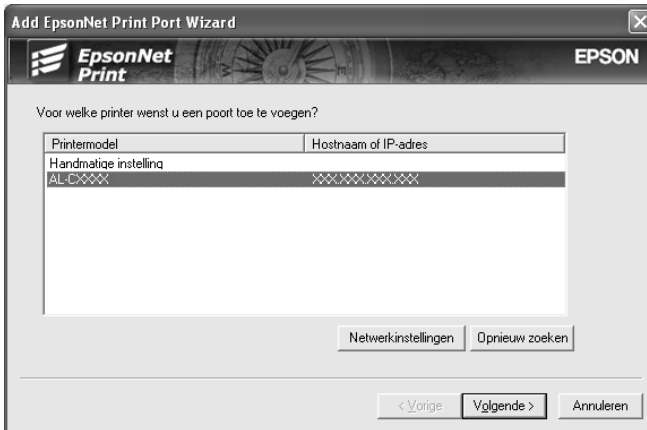 Add EpsonNet Print Port Wizard
EpsonNet
Print
EPSON
Voor welke printer wenst u een poort toe te voegen?
Printermodel Hostnaam of IP-adres
Handmatige instelling
AL-CXXXX XXX.XXX.XXX.XXX
Netwerkinstellingen Opnieuw zoeken
< Vorige Volgende > Annuleren